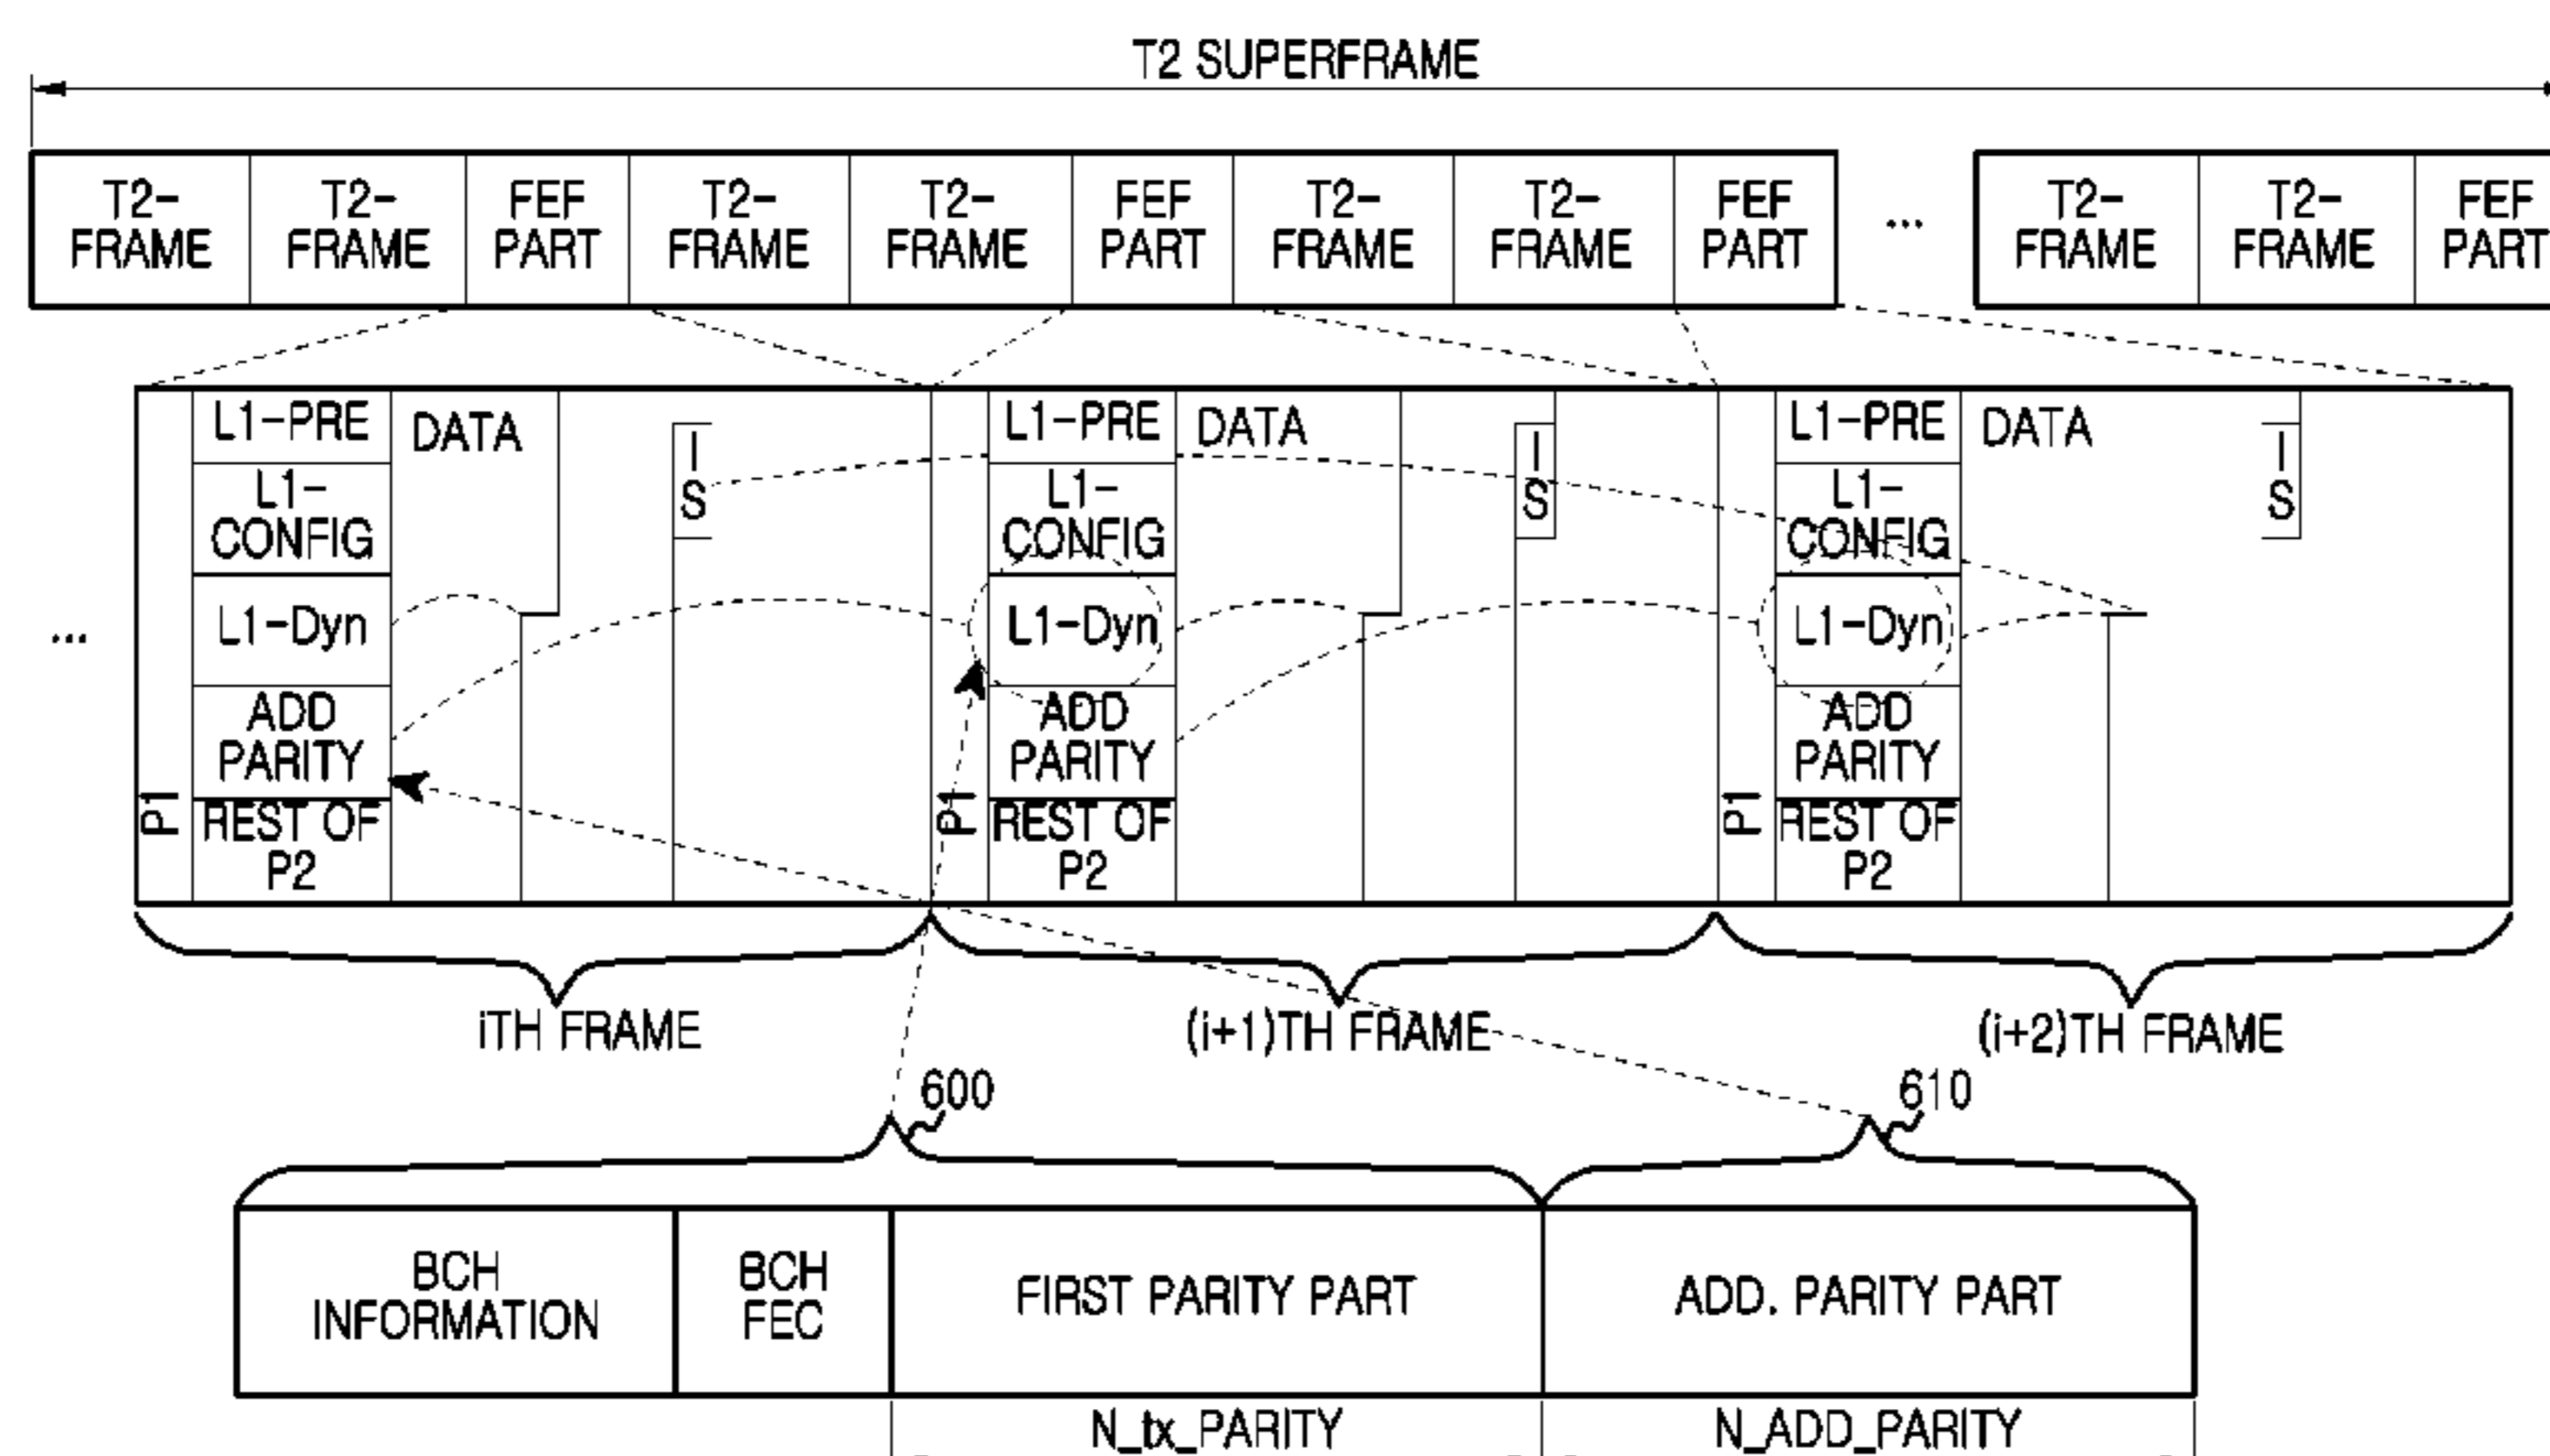 T2 SUPERFRAME
T2-FRAME T2-FRAME FEF PART T2-FRAME T2-FRAME FEF PART T2-FRAME T2-FRAME FEF PART ... T2-FRAME T2-FRAME FEF PART
...
P1
L1-PRE
L1-CONFIG
L1-Dyn
ADD PARITY
REST OF P2
DATA
IS
P1
L1-PRE
L1-CONFIG
L1-Dyn
ADD PARITY
REST OF P2
DATA
IS
P1
L1-PRE
L1-CONFIG
L1-Dyn
ADD PARITY
REST OF P2
DATA
IS
iTH FRAME (i+1)TH FRAME (i+2)TH FRAME
600 610
BCH INFORMATION BCH FEC FIRST PARITY PART ADD. PARITY PART
N_tx_PARITY N_ADD_PARITY